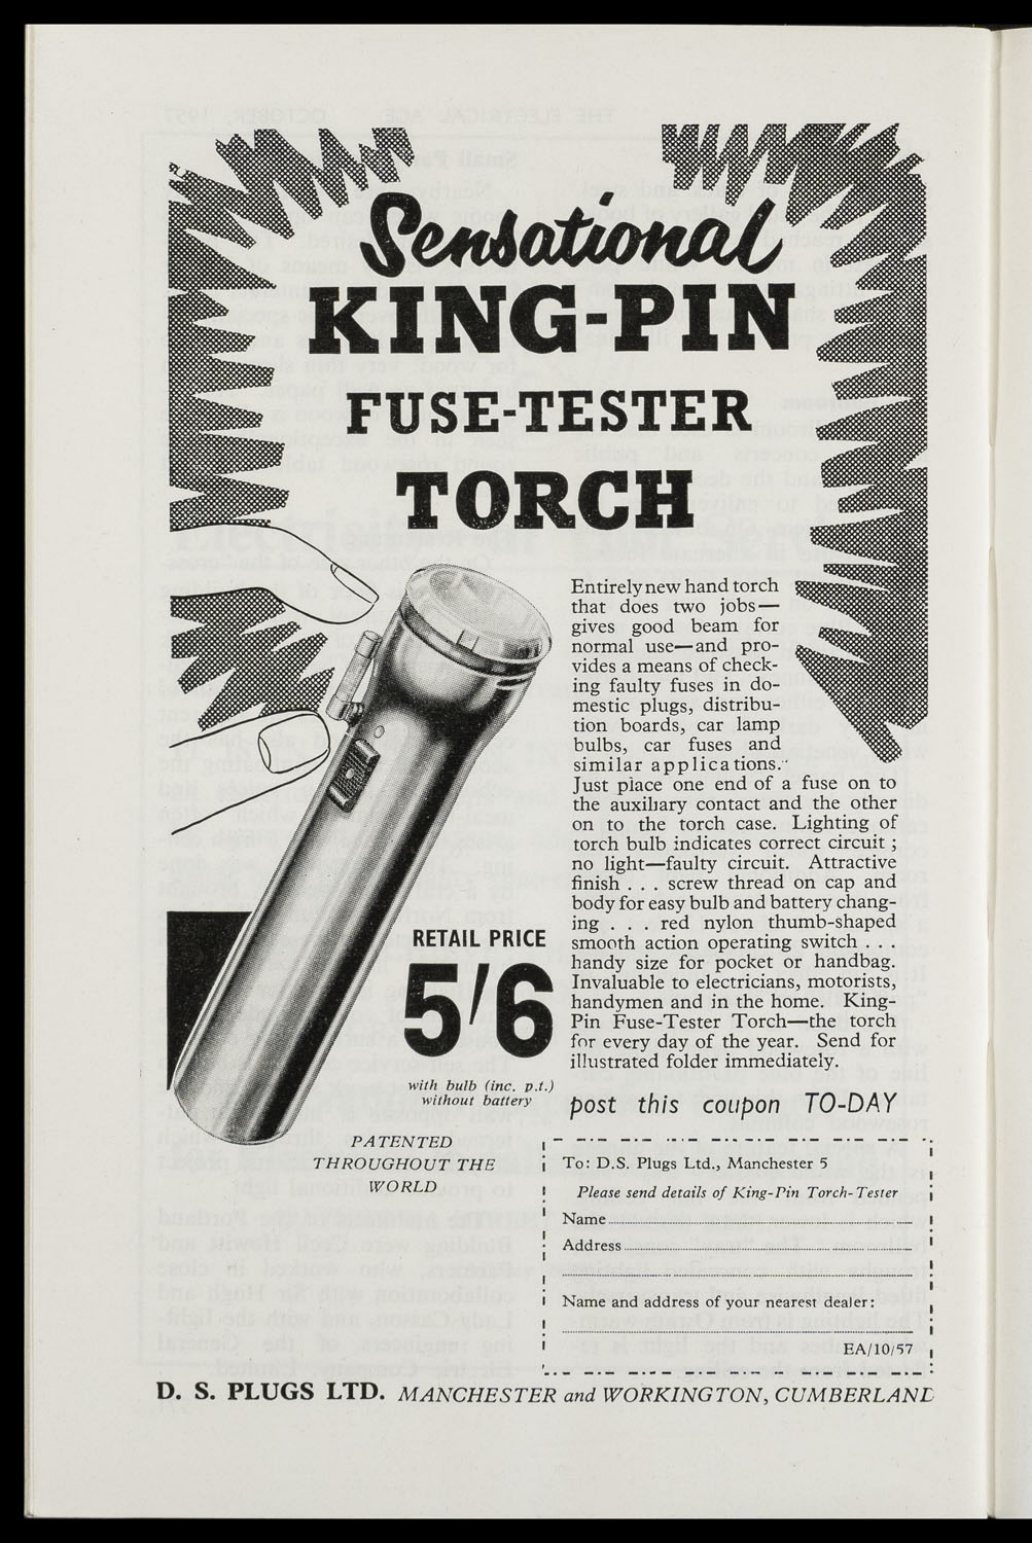 Sensational
KING-PIN
FUSE-TESTER
TORCH
Entirely new hand torch
that does two jobs—
gives good beam for
normal use—and pro-
vides a means of check-
ing faulty fuses in do-
mestic plugs, distribu-
tion boards, car lamp
bulbs, car fuses and
similar applications.
Just place one end of a fuse on to
the auxiliary contact and the other
on to the torch case. Lighting of
torch bulb indicates correct circuit ;
no light—faulty circuit. Attractive
finish . . . screw thread on cap and
body for easy bulb and battery chang-
ing . . . red nylon thumb-shaped
smooth action operating switch . . .
handy size for pocket or handbag.
Invaluable to electricians, motorists,
handymen and in the home. King-
Pin Fuse-Tester Torch—the torch
for every day of the year. Send for
illustrated folder immediately.
RETAIL PRICE
5/6
with bulb (inc. p.t.)
without battery
PATENTED
THROUGHOUT THE
WORLD
post this coupon TO-DAY
To: D.S. Plugs Ltd., Manchester 5
Please send details of King-Pin Torch-Tester
Name
Address
Name and address of your nearest dealer:
EA/10/57
D. S. PLUGS LTD. MANCHESTER and WORKINGTON, CUMBERLAND